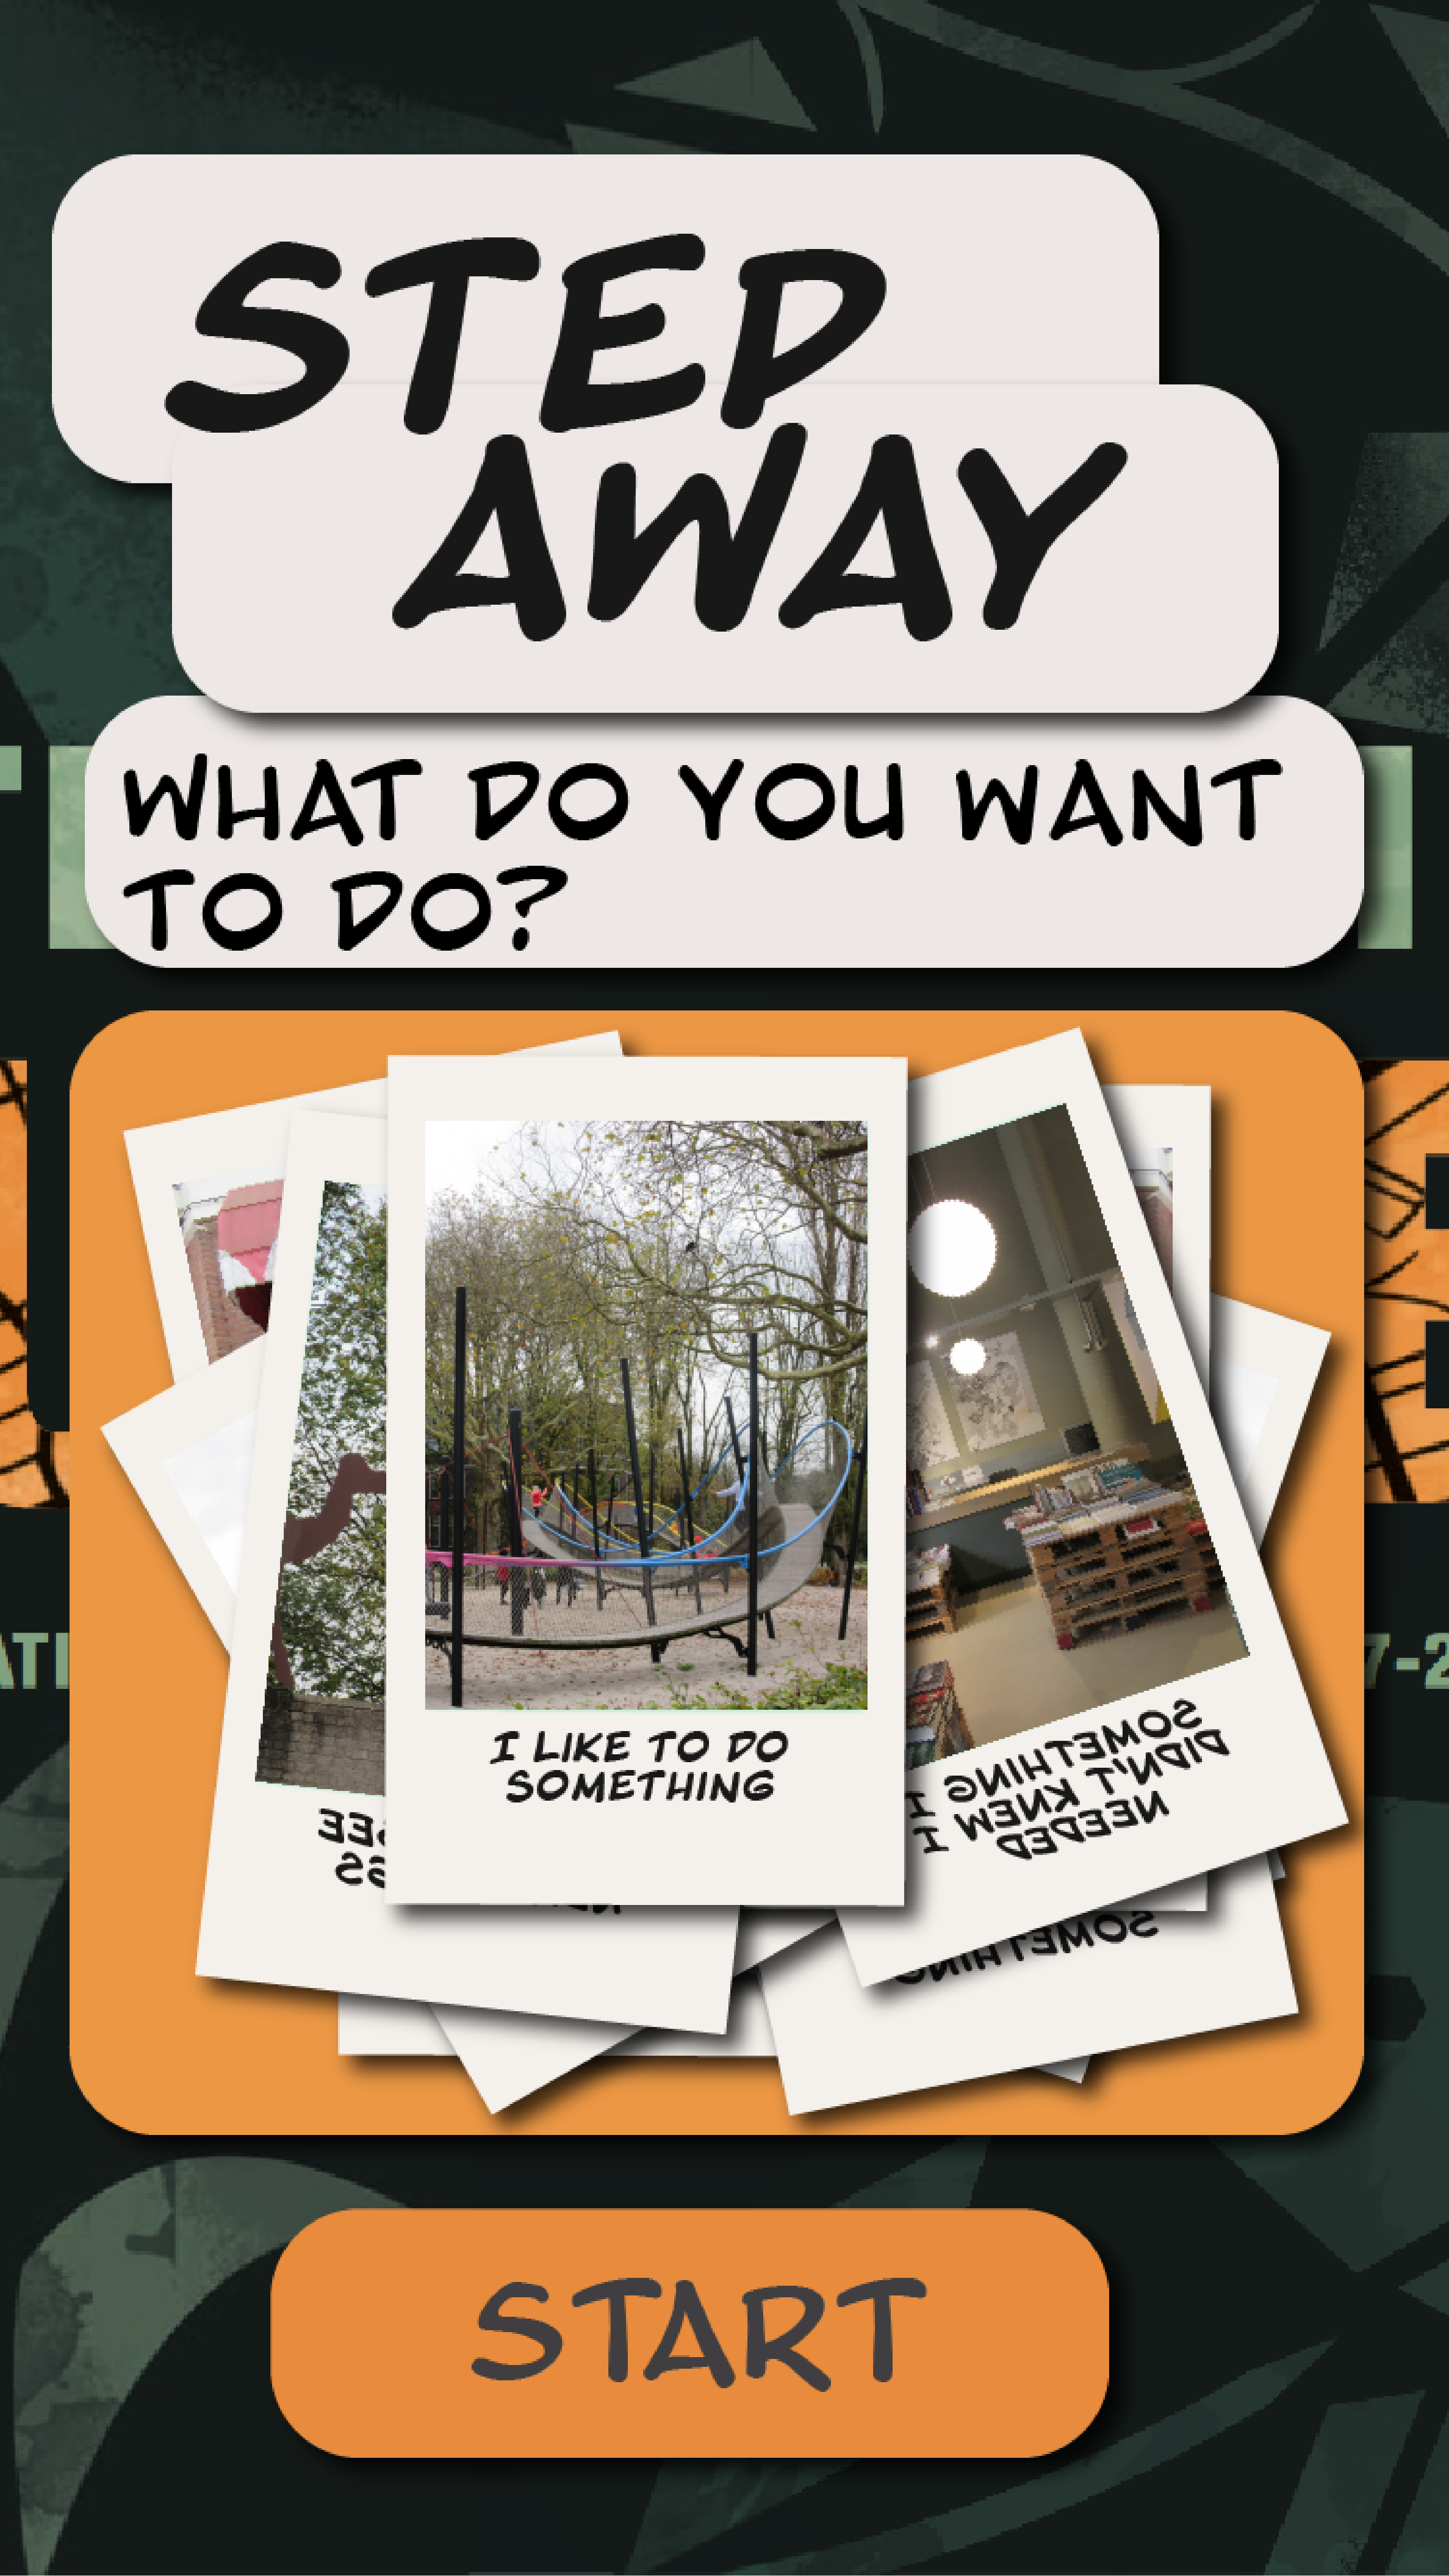 STEP
AWAY
WHAT DO YOU WANT
TO DO?
I LIKE TO DO
SOMETHING
SOMETHING I
DIDN'T KNEW I
NEEDED
SOMETHING
START